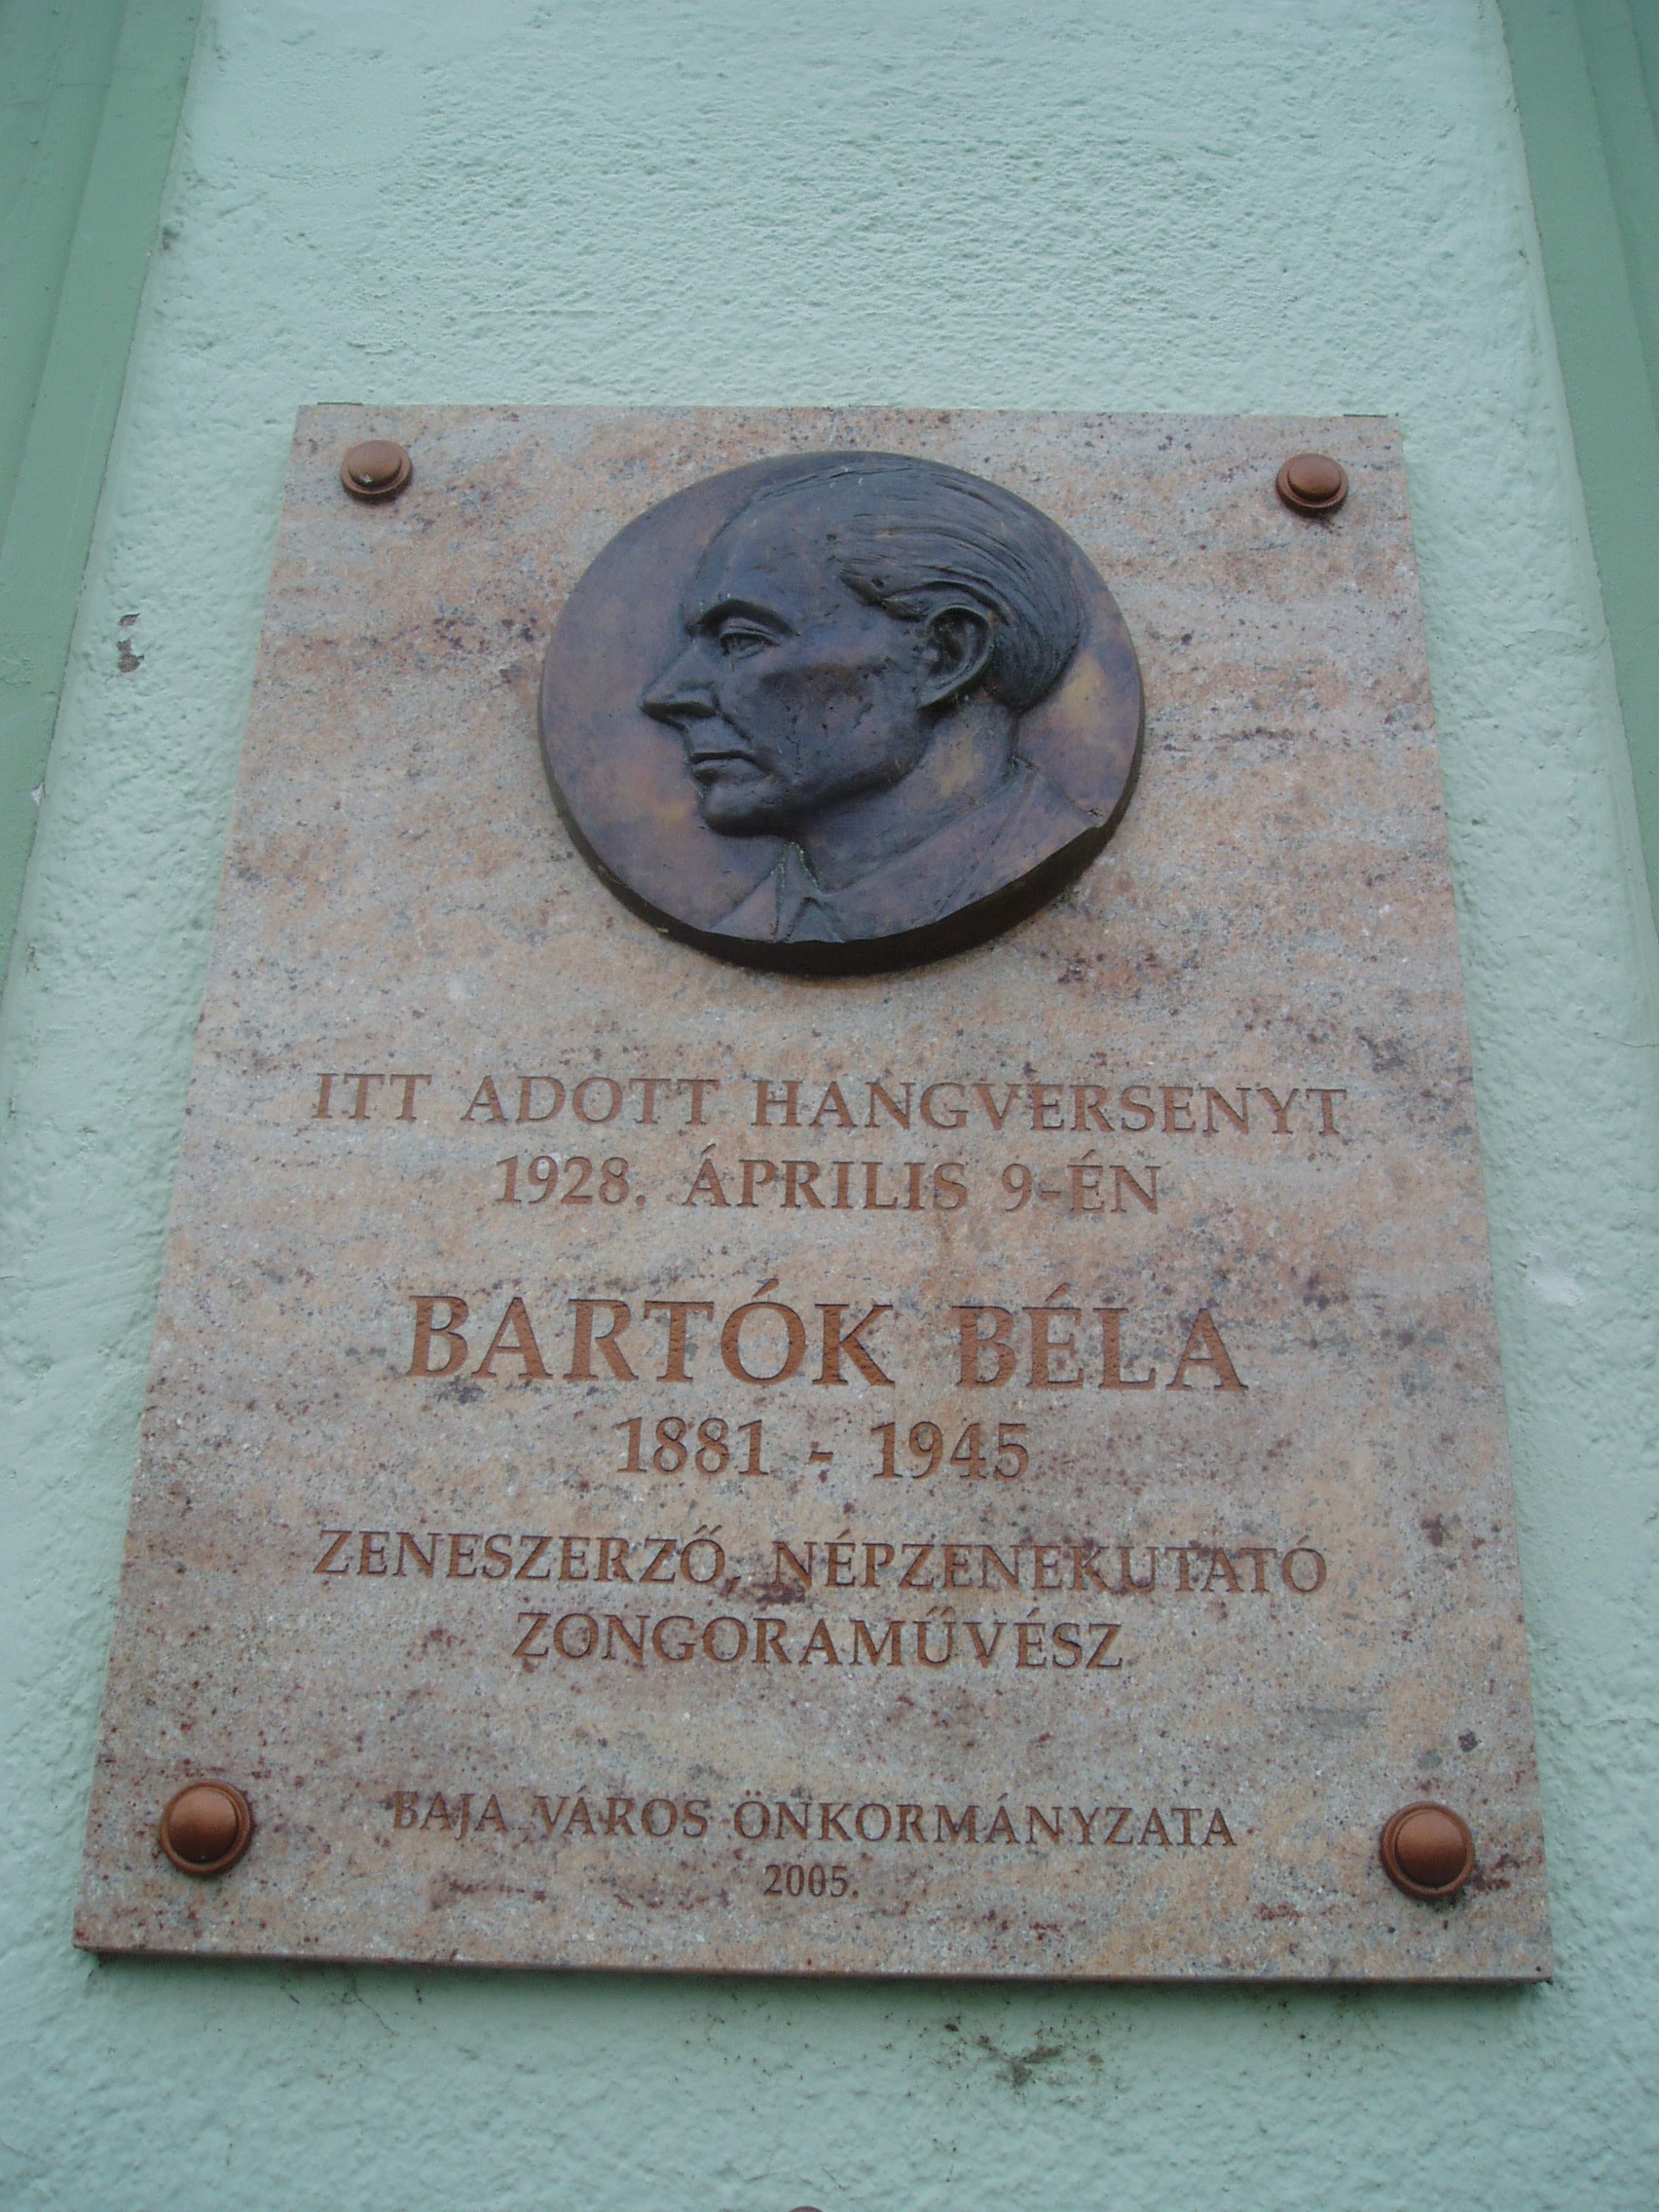 ITT ADOTT HANGVERSENYT
1928. ÁPRILIS 9-ÉN
BARTÓK BÉLA
1881 - 1945
ZENESZERZŐ, NÉPZENEKUTATÓ
ZONGORAMŰVÉSZ
BAJA VÁROS ÖNKORMÁNYZATA
2005.